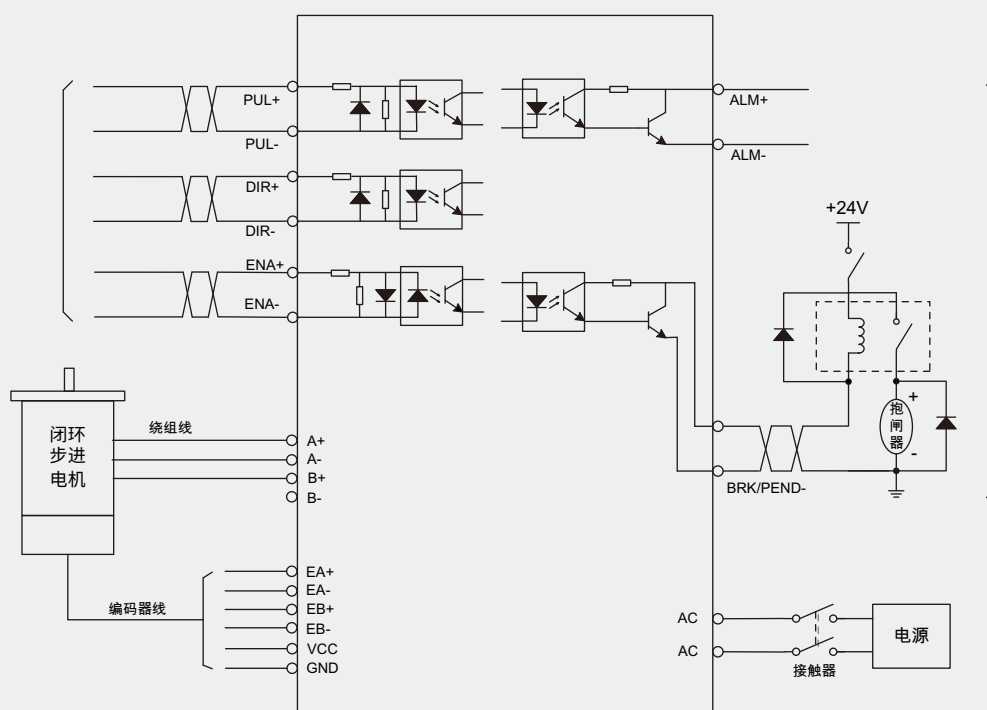 PUL+
PUL-
DIR+
DIR-
ENA+
ENA-
ALM+
ALM-
+24V
+
抱
闸
器
-
BRK/PEND-
闭环
步进
电机
绕组线
A+
A-
B+
B-
编码器线
EA+
EA-
EB+
EB-
VCC
GND
AC
AC
接触器
电源